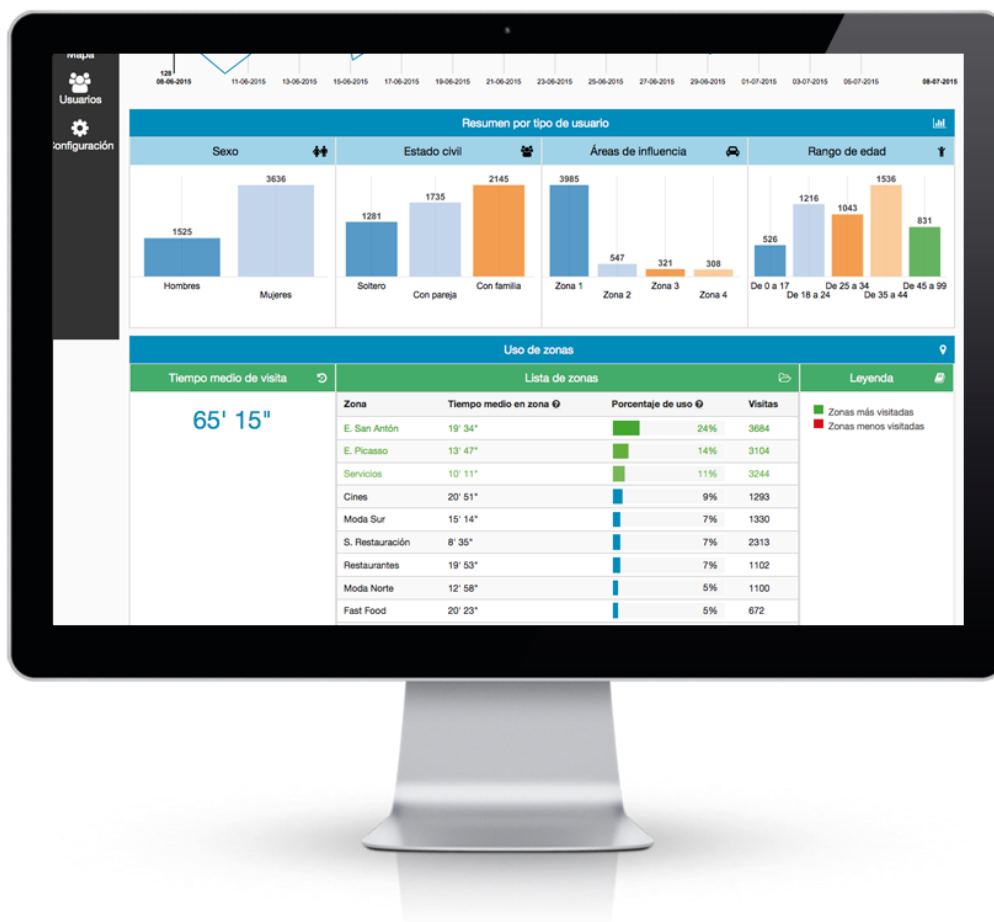 Mapa
Usuarios
Configuración
128
06-06-2015 11-06-2015 13-06-2015 15-06-2015 17-06-2015 19-06-2015 21-06-2015 23-06-2015 25-06-2015 27-06-2015 29-06-2015 01-07-2015 03-07-2015 05-07-2015 08-07-2015
Resumen por tipo de usuario
Sexo
1525
3636
Hombres
Mujeres
Estado civil
1281
1735
2145
Soltero
Con pareja
Con familia
Áreas de influencia
3985
547
321
308
Zona 1
Zona 2
Zona 3
Zona 4
Rango de edad
526
1216
1043
1536
831
De 0 a 17
De 18 a 24
De 25 a 34
De 35 a 44
De 45 a 99
Uso de zonas
Tiempo medio de visita
65' 15"
Lista de zonas
Zona Tiempo medio en zona Porcentaje de uso Visitas
E. San Antón 19' 34" 24% 3684
E. Picasso 13' 47" 14% 3104
Servicios 10' 11" 11% 3244
Cines 20' 51" 9% 1293
Moda Sur 15' 14" 7% 1330
S. Restauración 8' 35" 7% 2313
Restaurantes 19' 53" 7% 1102
Moda Norte 12' 58" 5% 1100
Fast Food 20' 23" 5% 672
Leyenda
Zonas más visitadas
Zonas menos visitadas